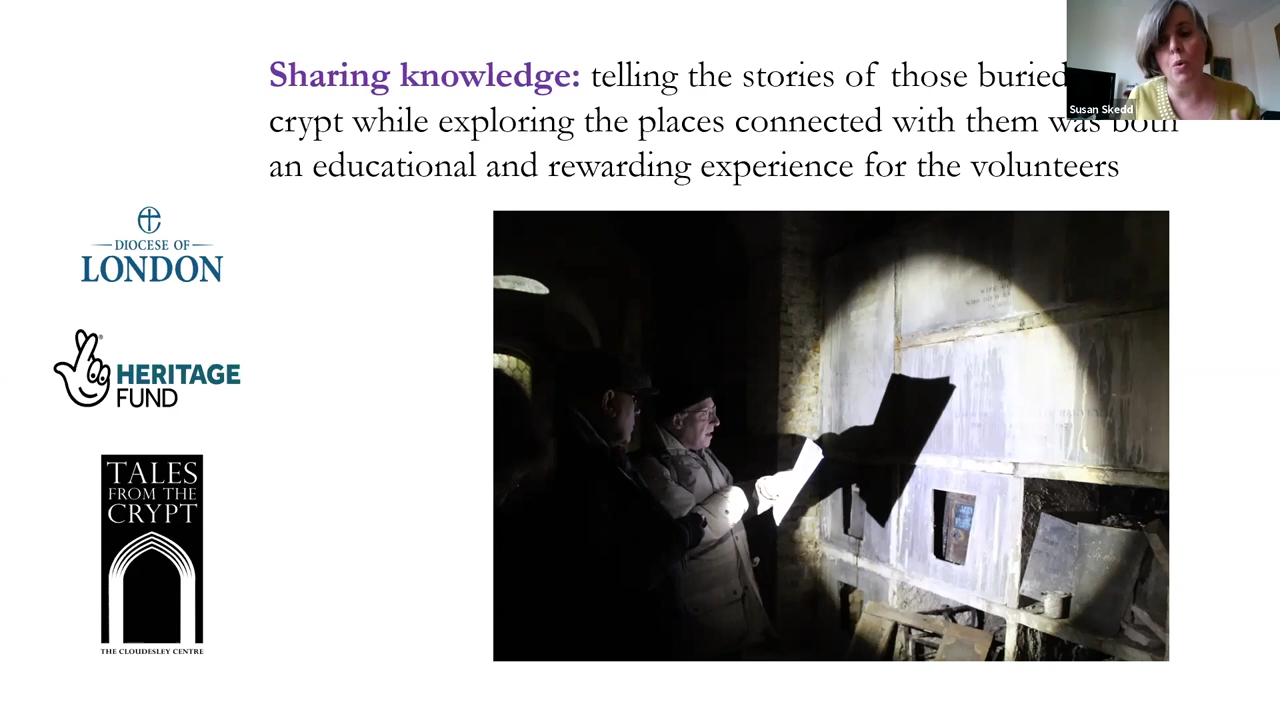 Sharing knowledge: telling the stories of those buried
crypt while exploring the places connected with them was both
an educational and rewarding experience for the volunteers
Susan Skedd
DIOCESE OF
LONDON
HERITAGE
FUND
TALES
FROM THE
CRYPT
THE CLOUDESLEY CENTRE